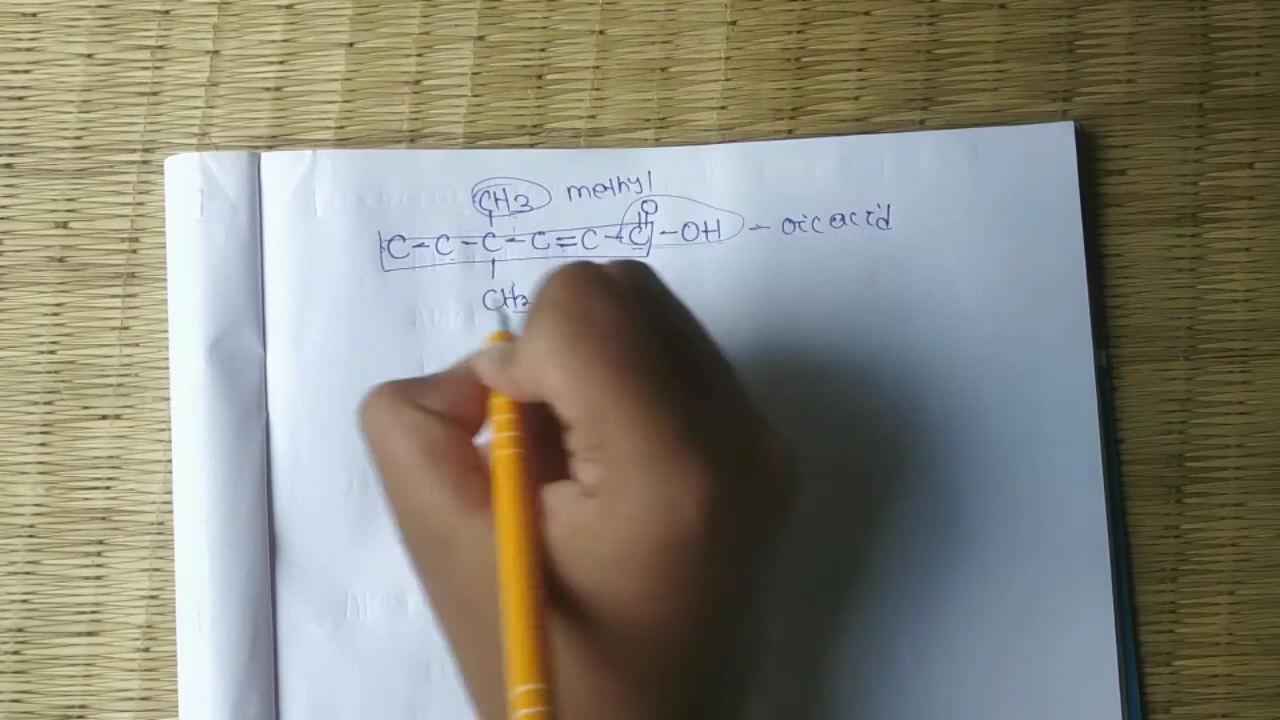 CH3 methyl
O
C-C-C-C=C-C-OH - oic acid
CH3